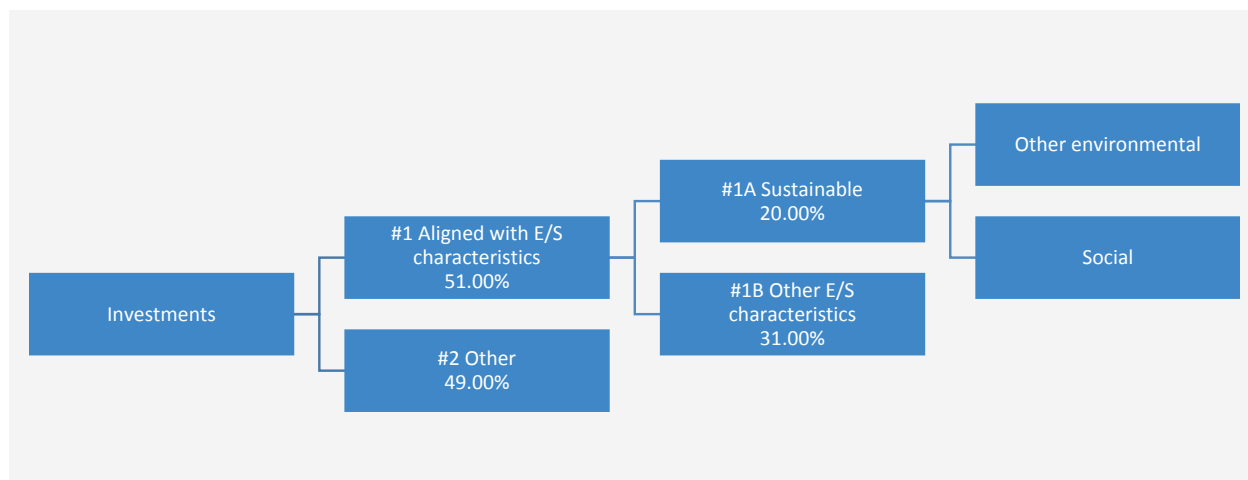 Investments
#1 Aligned with E/S
characteristics
51.00%
#2 Other
49.00%
#1A Sustainable
20.00%
#1B Other E/S
characteristics
31.00%
Other environmental
Social